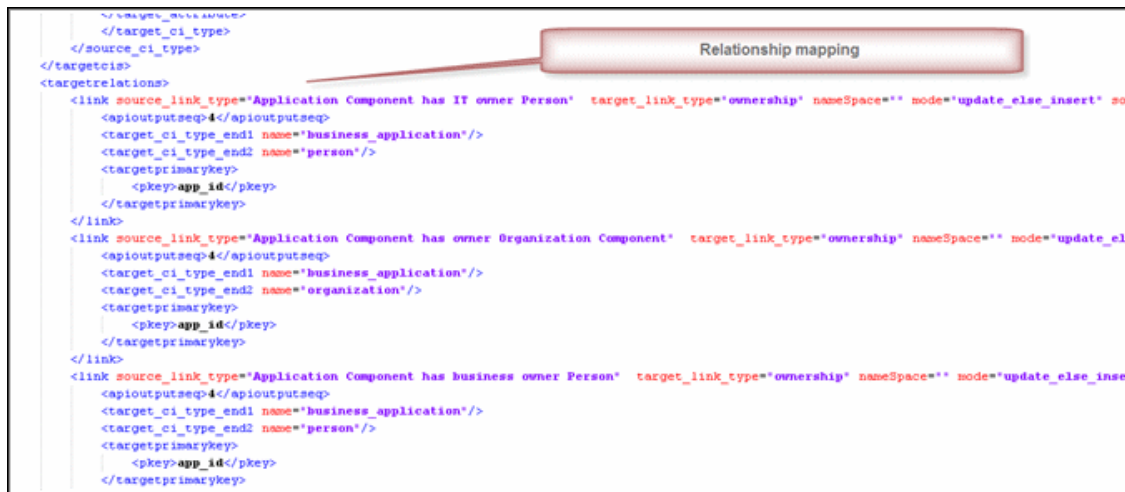 </target_attribute>
</target_ci_type>
</source_ci_type>
Relationship mapping
</targetcis>
<targetrelations>
<link source_link_type="Application Component has IT owner Person" target_link_type="ownership" nameSpace="" mode="update_else_insert" so
<apioutputseq>4</apioutputseq>
<target_ci_type_end1 name="business_application"/>
<target_ci_type_end2 name="person"/>
<targetprimarykey>
<pkey>app_id</pkey>
</targetprimarykey>
</link>
<link source_link_type="Application Component has owner Organization Component" target_link_type="ownership" nameSpace="" mode="update_el
<apioutputseq>4</apioutputseq>
<target_ci_type_end1 name="business_application"/>
<target_ci_type_end2 name="organization"/>
<targetprimarykey>
<pkey>app_id</pkey>
</targetprimarykey>
</link>
<link source_link_type="Application Component has business owner Person" target_link_type="ownership" nameSpace="" mode="update_else_inse
<apioutputseq>4</apioutputseq>
<target_ci_type_end1 name="business_application"/>
<target_ci_type_end2 name="person"/>
<targetprimarykey>
<pkey>app_id</pkey>
</targetprimarykey>